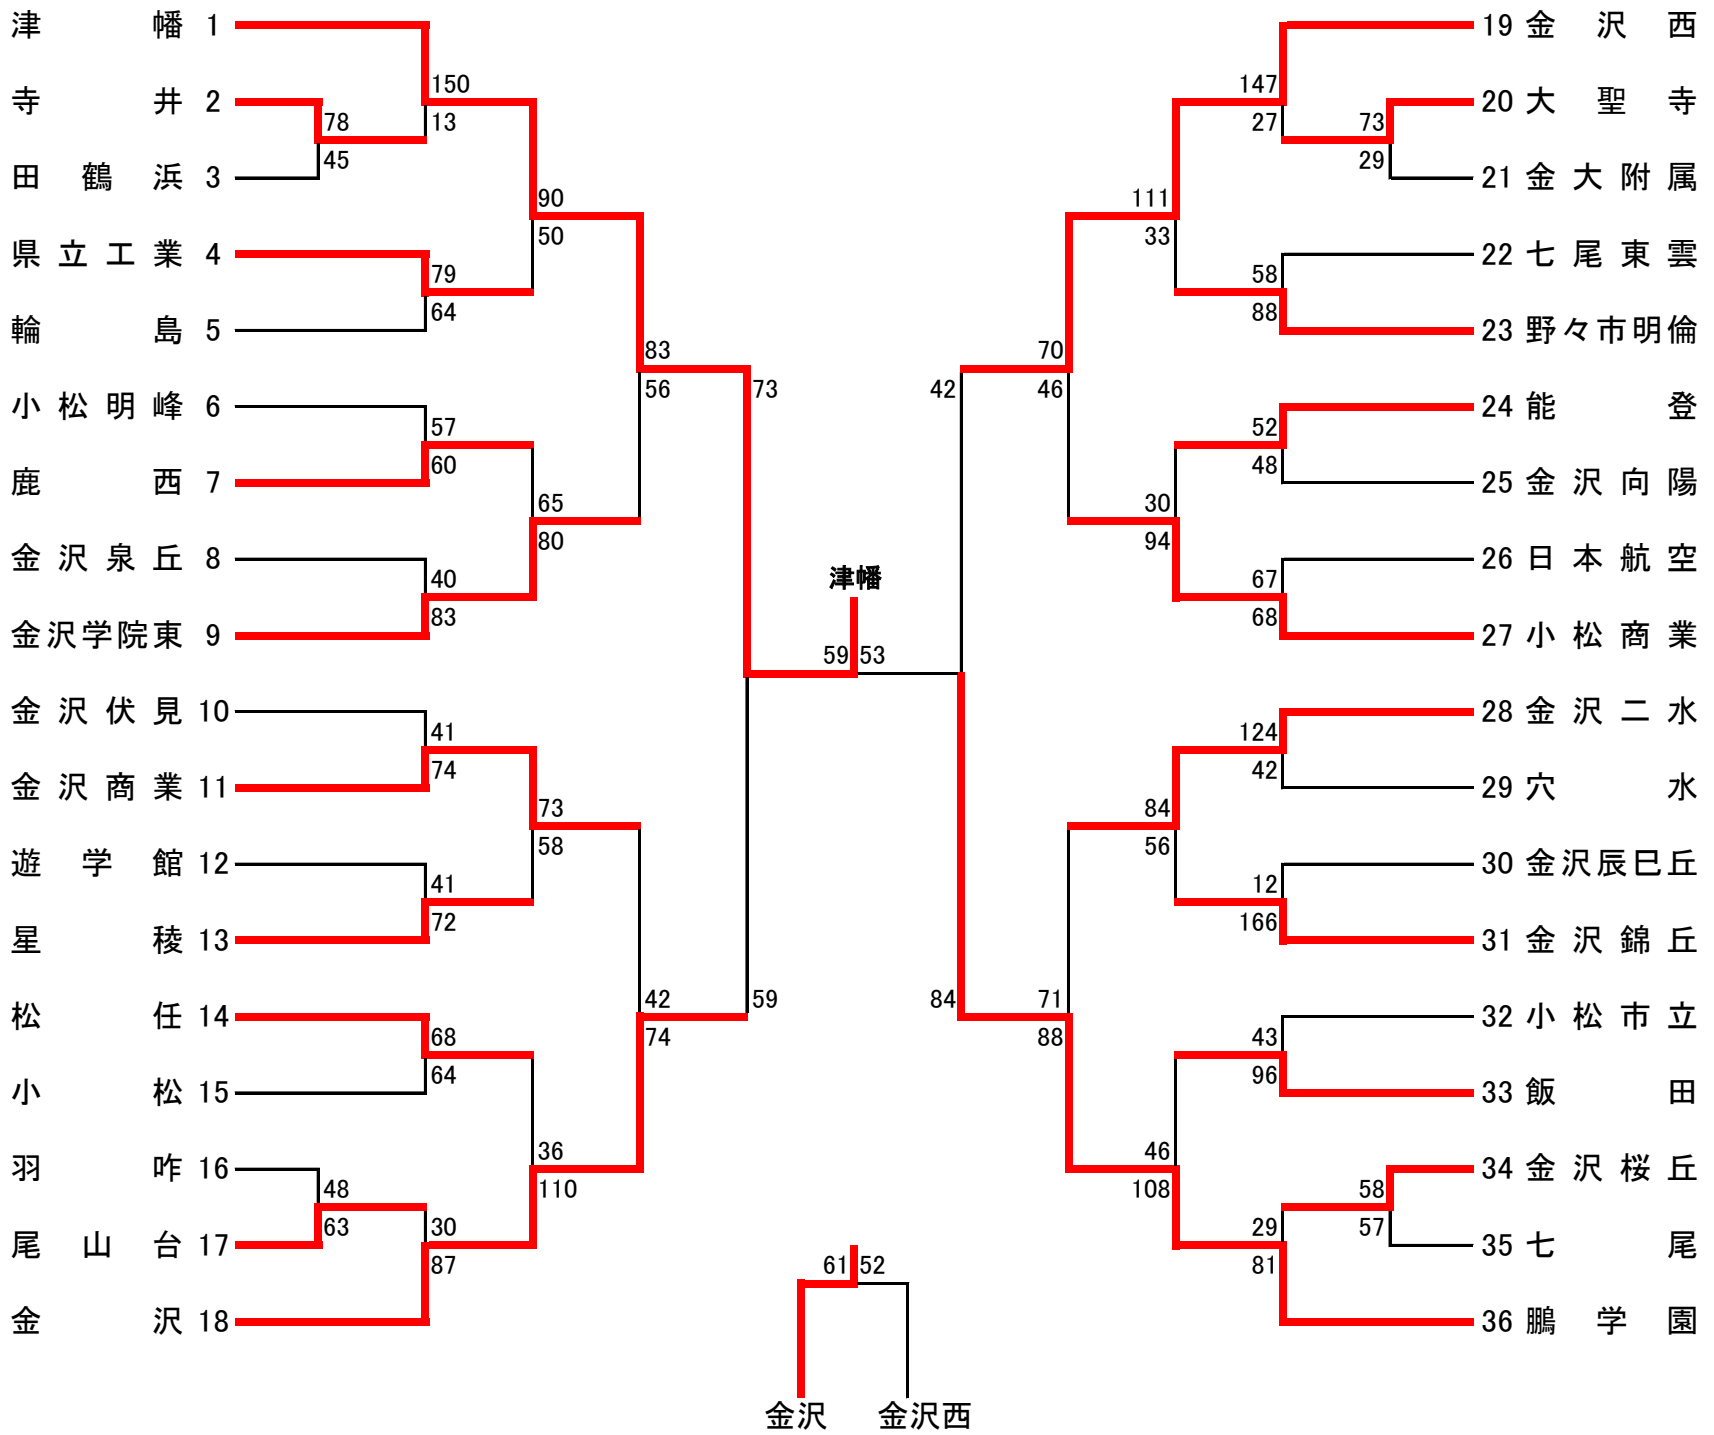 津幡 1
寺井 2
田鶴浜 3
県立工業 4
輪島 5
小松明峰 6
鹿西 7
金沢泉丘 8
金沢学院東 9
金沢伏見 10
金沢商業 11
遊学館 12
星稜 13
松任 14
小松 15
羽咋 16
尾山台 17
金沢 18
78
45
150
13
79
64
57
60
40
83
41
74
41
72
68
64
48
63
30
87
90
50
65
80
73
58
36
110
83
56
42
74
73
59
津幡
59 53
42
84
70
46
71
88
111
33
30
94
84
56
46
108
147
27
58
88
52
48
67
68
124
42
12
166
43
96
29
81
73
29
58
57
19 金沢西
20 大聖寺
21 金大附属
22 七尾東雲
23 野々市明倫
24 能登
25 金沢向陽
26 日本航空
27 小松商業
28 金沢二水
29 穴水
30 金沢辰巳丘
31 金沢錦丘
32 小松市立
33 飯田
34 金沢桜丘
35 七尾
36 鵬学園
61 52
金沢 金沢西